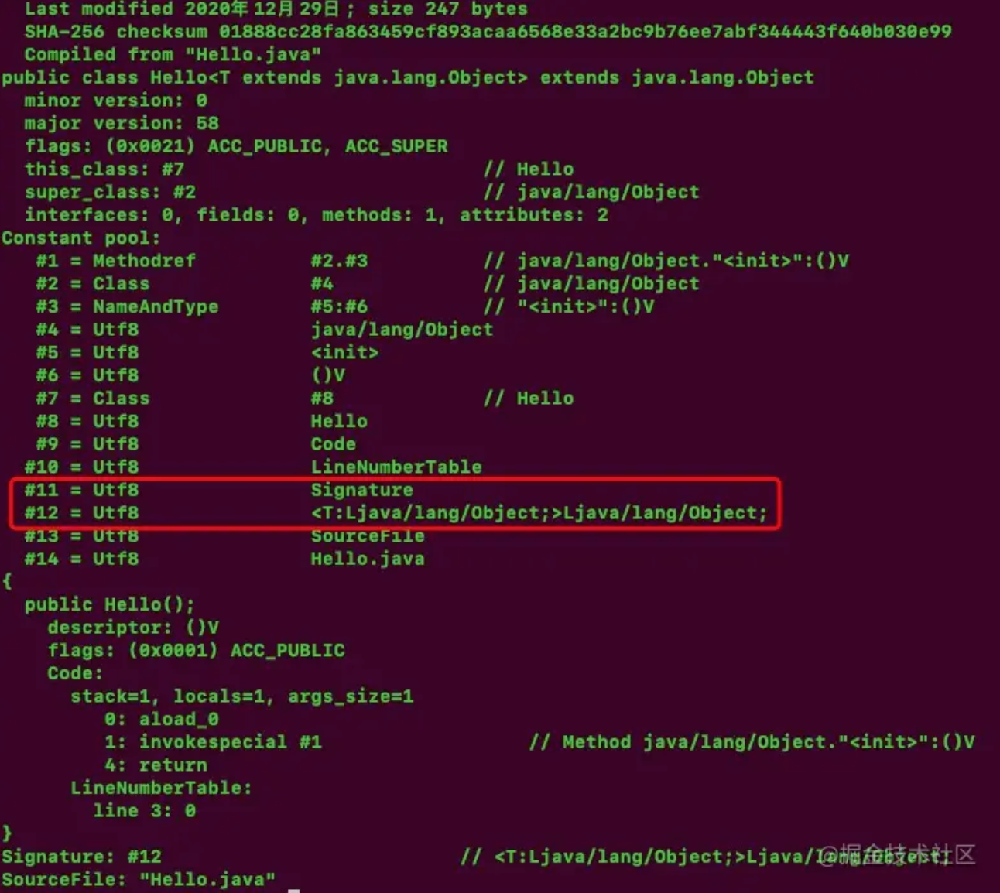 Last modified 2020年12月29日; size 247 bytes
SHA-256 checksum 01888cc28fa863459cf893acaa6568e33a2bc9b76ee7abf344443f640b030e99
Compiled from "Hello.java"
public class Hello<T extends java.lang.Object> extends java.lang.Object
minor version: 0
major version: 58
flags: (0x0021) ACC_PUBLIC, ACC_SUPER
this_class: #7 // Hello
super_class: #2 // java/lang/Object
interfaces: 0, fields: 0, methods: 1, attributes: 2
Constant pool:
#1 = Methodref #2.#3 // java/lang/Object."<init>":()V
#2 = Class #4 // java/lang/Object
#3 = NameAndType #5:#6 // "<init>":()V
#4 = Utf8 java/lang/Object
#5 = Utf8 <init>
#6 = Utf8 ()V
#7 = Class #8 // Hello
#8 = Utf8 Hello
#9 = Utf8 Code
#10 = Utf8 LineNumberTable
#11 = Utf8 Signature
#12 = Utf8 <T:Ljava/lang/Object;>Ljava/lang/Object;
#13 = Utf8 SourceFile
#14 = Utf8 Hello.java
{
public Hello();
descriptor: ()V
flags: (0x0001) ACC_PUBLIC
Code:
stack=1, locals=1, args_size=1
0: aload_0
1: invokespecial #1 // Method java/lang/Object."<init>":()V
4: return
LineNumberTable:
line 3: 0
}
Signature: #12 // <T:Ljava/lang/Object;>Ljava/lang/Object;
@掘金技术社区
SourceFile: "Hello.java"